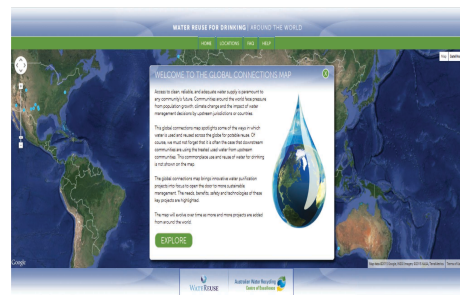 WATER REUSE FOR DRINKING | AROUND THE WORLD
HOME LOCATIONS FAQ HELP
Map Satellite
WELCOME TO THE GLOBAL CONNECTIONS MAP
Access to clean, reliable, and adequate water supply is paramount to
any community's future. Communities around the world face pressure
from population growth, climate change and the impact of water
management decisions by upstream jurisdictions or countries.
This global connections map spotlights some of the ways in which
water is used and reused across the globe for potable reuse. Of
course, we must not forget that it is often the case that downstream
communities are using the treated used water from upstream
communities. This commonplace use and reuse of water for drinking
is not shown on the map.
The global connections map brings innovative water purification
projects into focus to open the door to more sustainable
management. The needs, benefits, safety and technologies of these
key projects are highlighted.
The map will evolve over time as more and more projects are added
from around the world.
EXPLORE
Google
WATEREUSE
Australian Water Recycling
Centre of Excellence